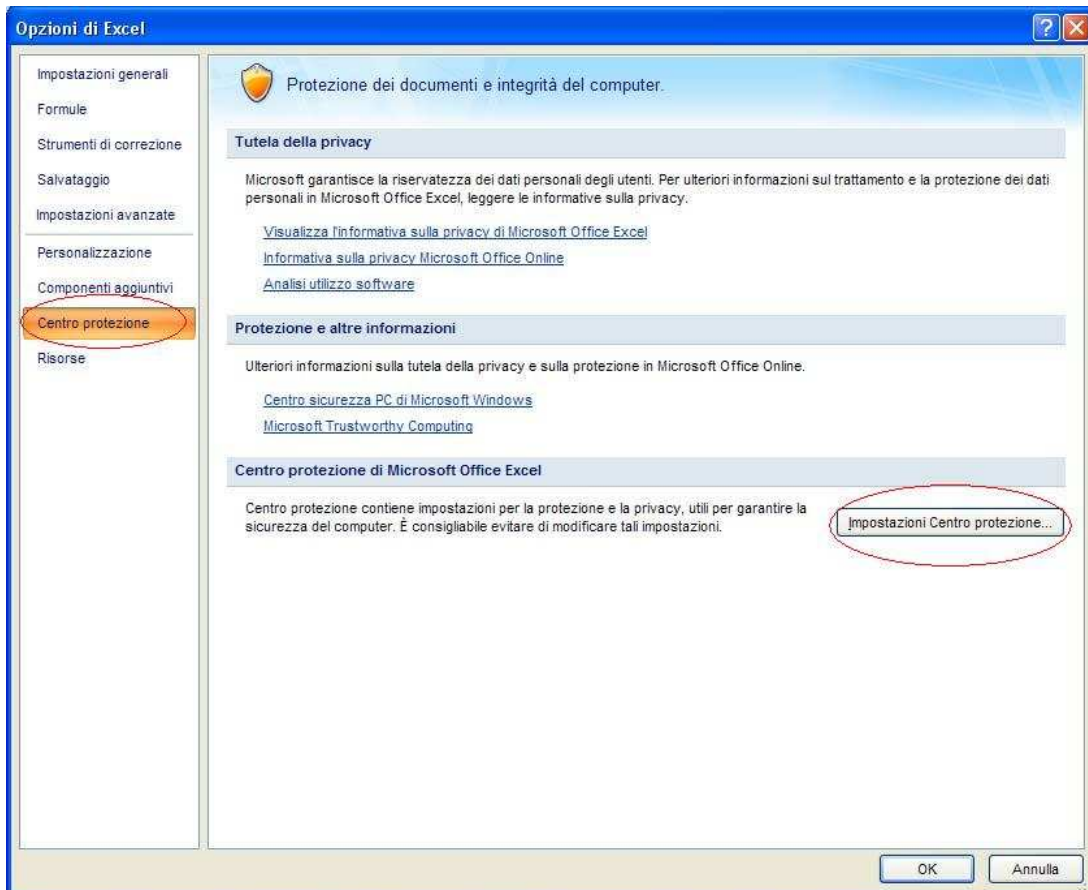 Opzioni di Excel
Impostazioni generali
Formule
Strumenti di correzione
Salvataggio
Impostazioni avanzate
Personalizzazione
Componenti aggiuntivi
Centro protezione
Risorse
Protezione dei documenti e integrità del computer.
Tutela della privacy
Microsoft garantisce la riservatezza dei dati personali degli utenti. Per ulteriori informazioni sul trattamento e la protezione dei dati
personali in Microsoft Office Excel, leggere le informative sulla privacy.
Visualizza l'informativa sulla privacy di Microsoft Office Excel
Informativa sulla privacy Microsoft Office Online
Analisi utilizzo software
Protezione e altre informazioni
Ulteriori informazioni sulla tutela della privacy e sulla protezione in Microsoft Office Online.
Centro sicurezza PC di Microsoft Windows
Microsoft Trustworthy Computing
Centro protezione di Microsoft Office Excel
Centro protezione contiene impostazioni per la protezione e la privacy, utili per garantire la
sicurezza del computer. È consigliabile evitare di modificare tali impostazioni.
Impostazioni Centro protezione...
OK
Annulla